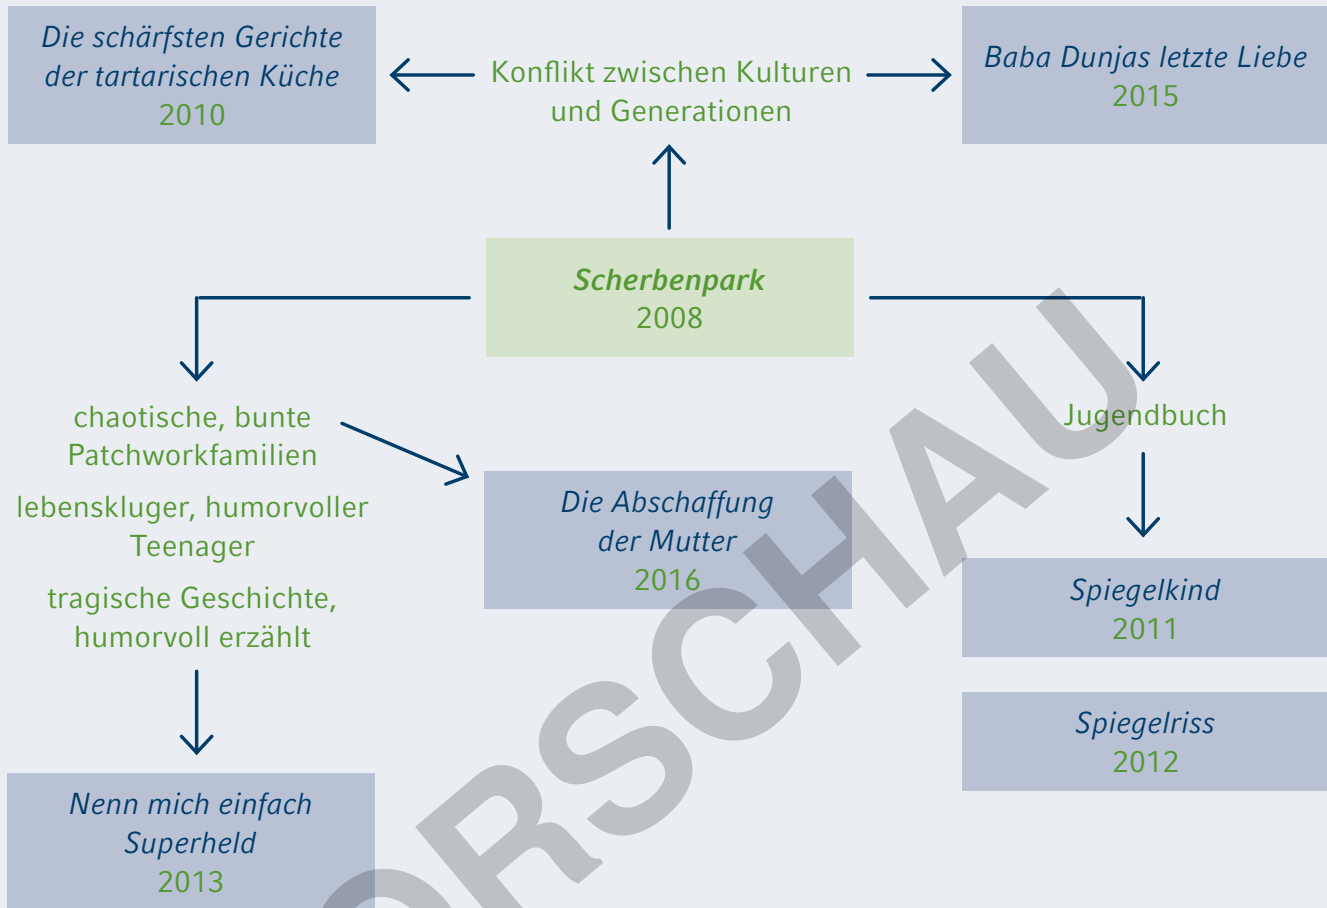 Die schärfsten Gerichte
der tartarischen Küche
2010
Konflikt zwischen Kulturen
und Generationen
Baba Dunjas letzte Liebe
2015
Scherbenpark
2008
chaotische, bunte
Patchworkfamilien
lebenskluger, humorvoller
Teenager
tragische Geschichte,
humorvoll erzählt
Die Abschaffung
der Mutter
2016
Jugendbuch
Spiegelkind
2011
Spiegelriss
2012
Nenn mich einfach
Superheld
2013
ORSCHAU